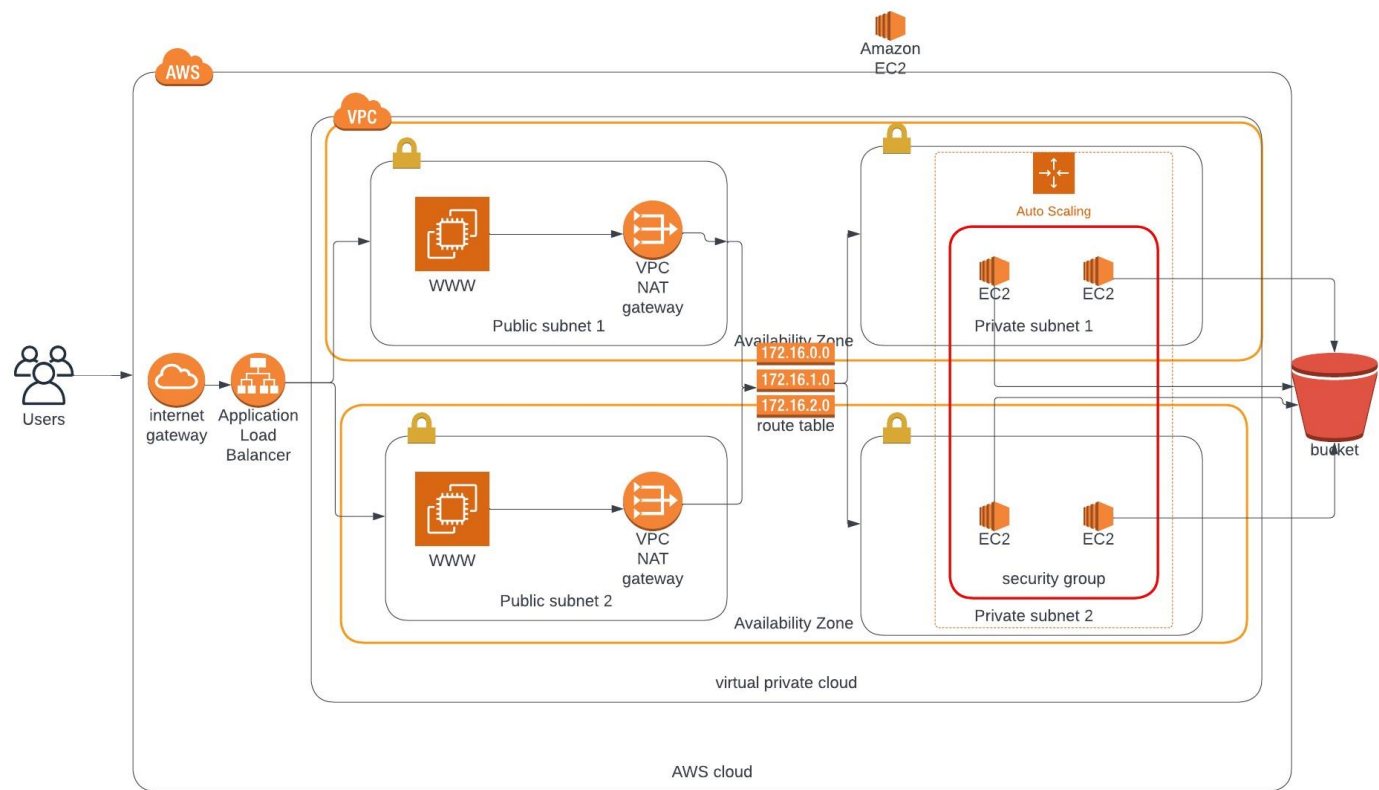 Amazon
EC2
AWS
VPC
Auto Scaling
WWW
VPC
NAT
gateway
EC2
EC2
Public subnet 1
Private subnet 1
Availability Zone
172.16.0.0
172.16.1.0
172.16.2.0
route table
Users
internet
gateway
Application
Load
Balancer
bucket
WWW
VPC
NAT
gateway
EC2
EC2
security group
Public subnet 2
Private subnet 2
Availability Zone
virtual private cloud
AWS cloud